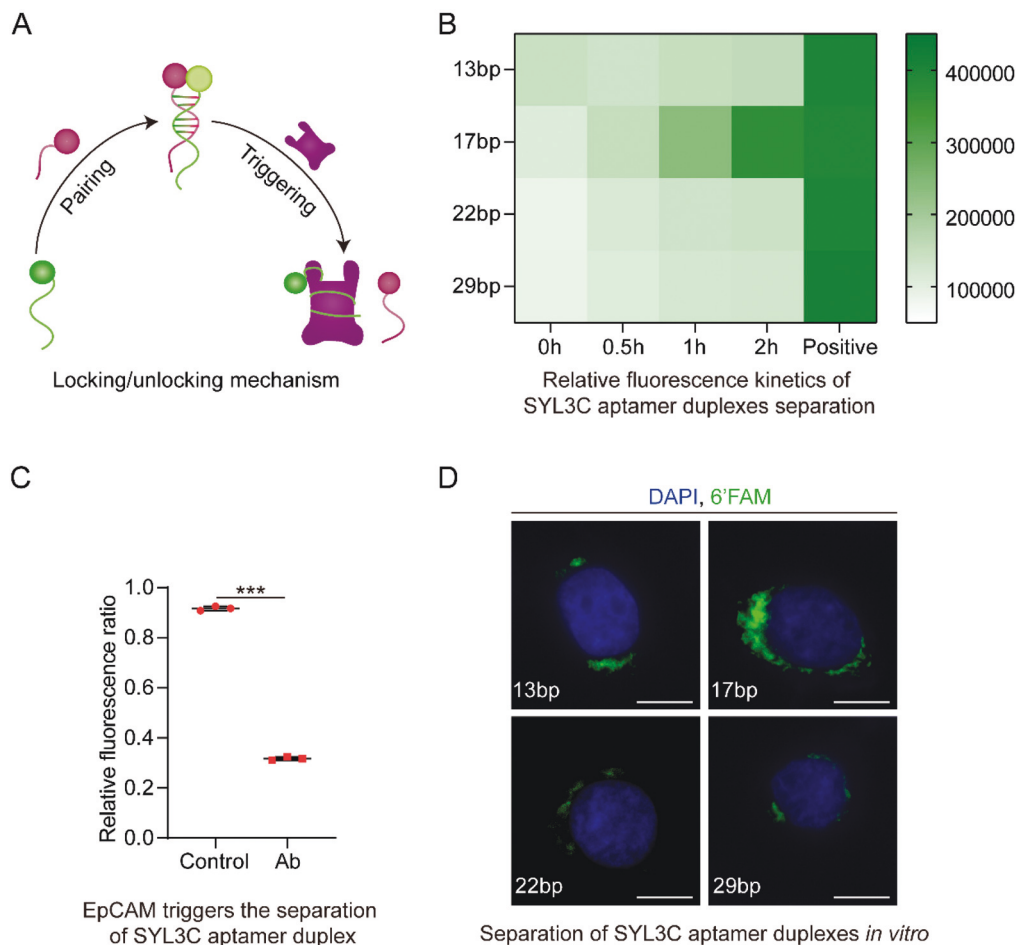 A
Pairing
Triggering
Locking/unlocking mechanism
B
13bp
17bp
22bp
29bp
0h 0.5h 1h 2h Positive
400000
300000
200000
100000
Relative fluorescence kinetics of
SYL3C aptamer duplexes separation
C
Relative fluorescence ratio
1.0
0.8
0.6
0.4
0.2
0.0
***
Control Ab
EpCAM triggers the separation
of SYL3C aptamer duplex
D
DAPI, 6'FAM
13bp 17bp
22bp 29bp
Separation of SYL3C aptamer duplexes in vitro